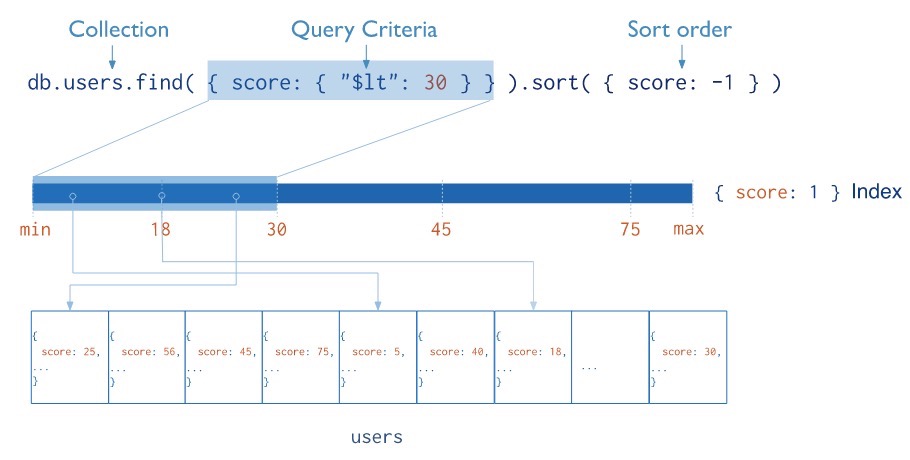 Collection Query Criteria Sort order
db.users.find( { score: { "$lt": 30 } } ).sort( { score: -1 } )
{ score: 1 } Index
min 18 30 45 75 max
{ { { { { { { {
score: 25, score: 56, score: 45, score: 75, score: 5, score: 40, score: 18, score: 30,
... ... ... ... ... ... ... ... ...
} } } } } } } }
users